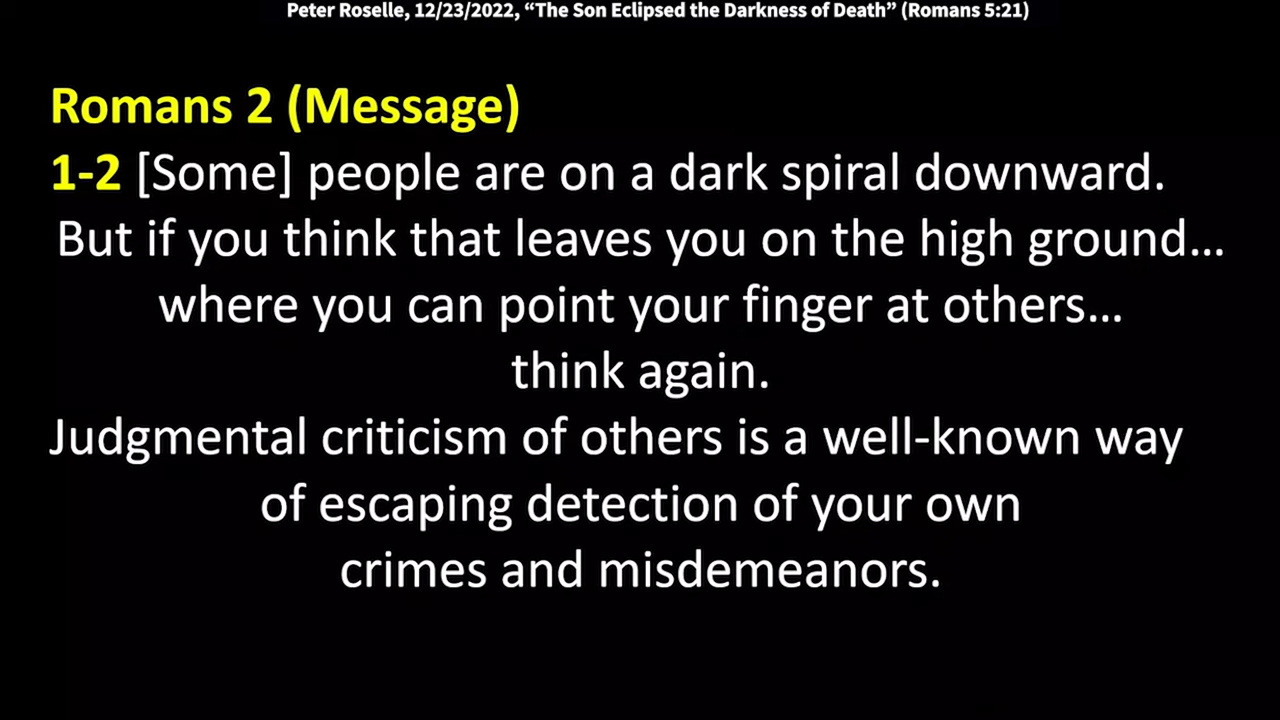 Peter Roselle, 12/23/2022, “The Son Eclipsed the Darkness of Death” (Romans 5:21)
Romans 2 (Message)
1-2 [Some] people are on a dark spiral downward.
But if you think that leaves you on the high ground…
where you can point your finger at others…
think again.
Judgmental criticism of others is a well-known way
of escaping detection of your own
crimes and misdemeanors.